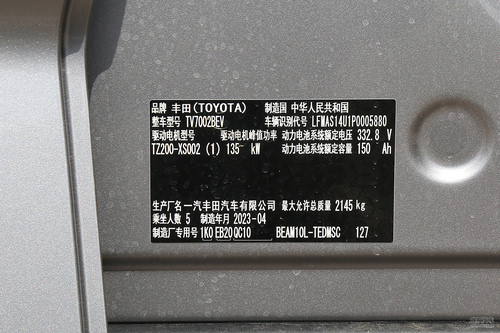 品牌 丰田(TOYOTA) 制造国 中华人民共和国
整车型号 TV7002BEV 车辆识别代号 LFMAS14U1P0005880
驱动电机型号 驱动电机峰值功率 动力电池系统额定电压 332.8 V
TZ200-XS002 (1) 135 kW 动力电池系统额定容量 150 Ah
生产厂名 一汽丰田汽车有限公司 最大允许总质量 2145 kg
乘坐人数 5 制造年月 2023-04
制造厂专用号 1K0 EB20 QC10 BEAM10L-TEDMSC 127